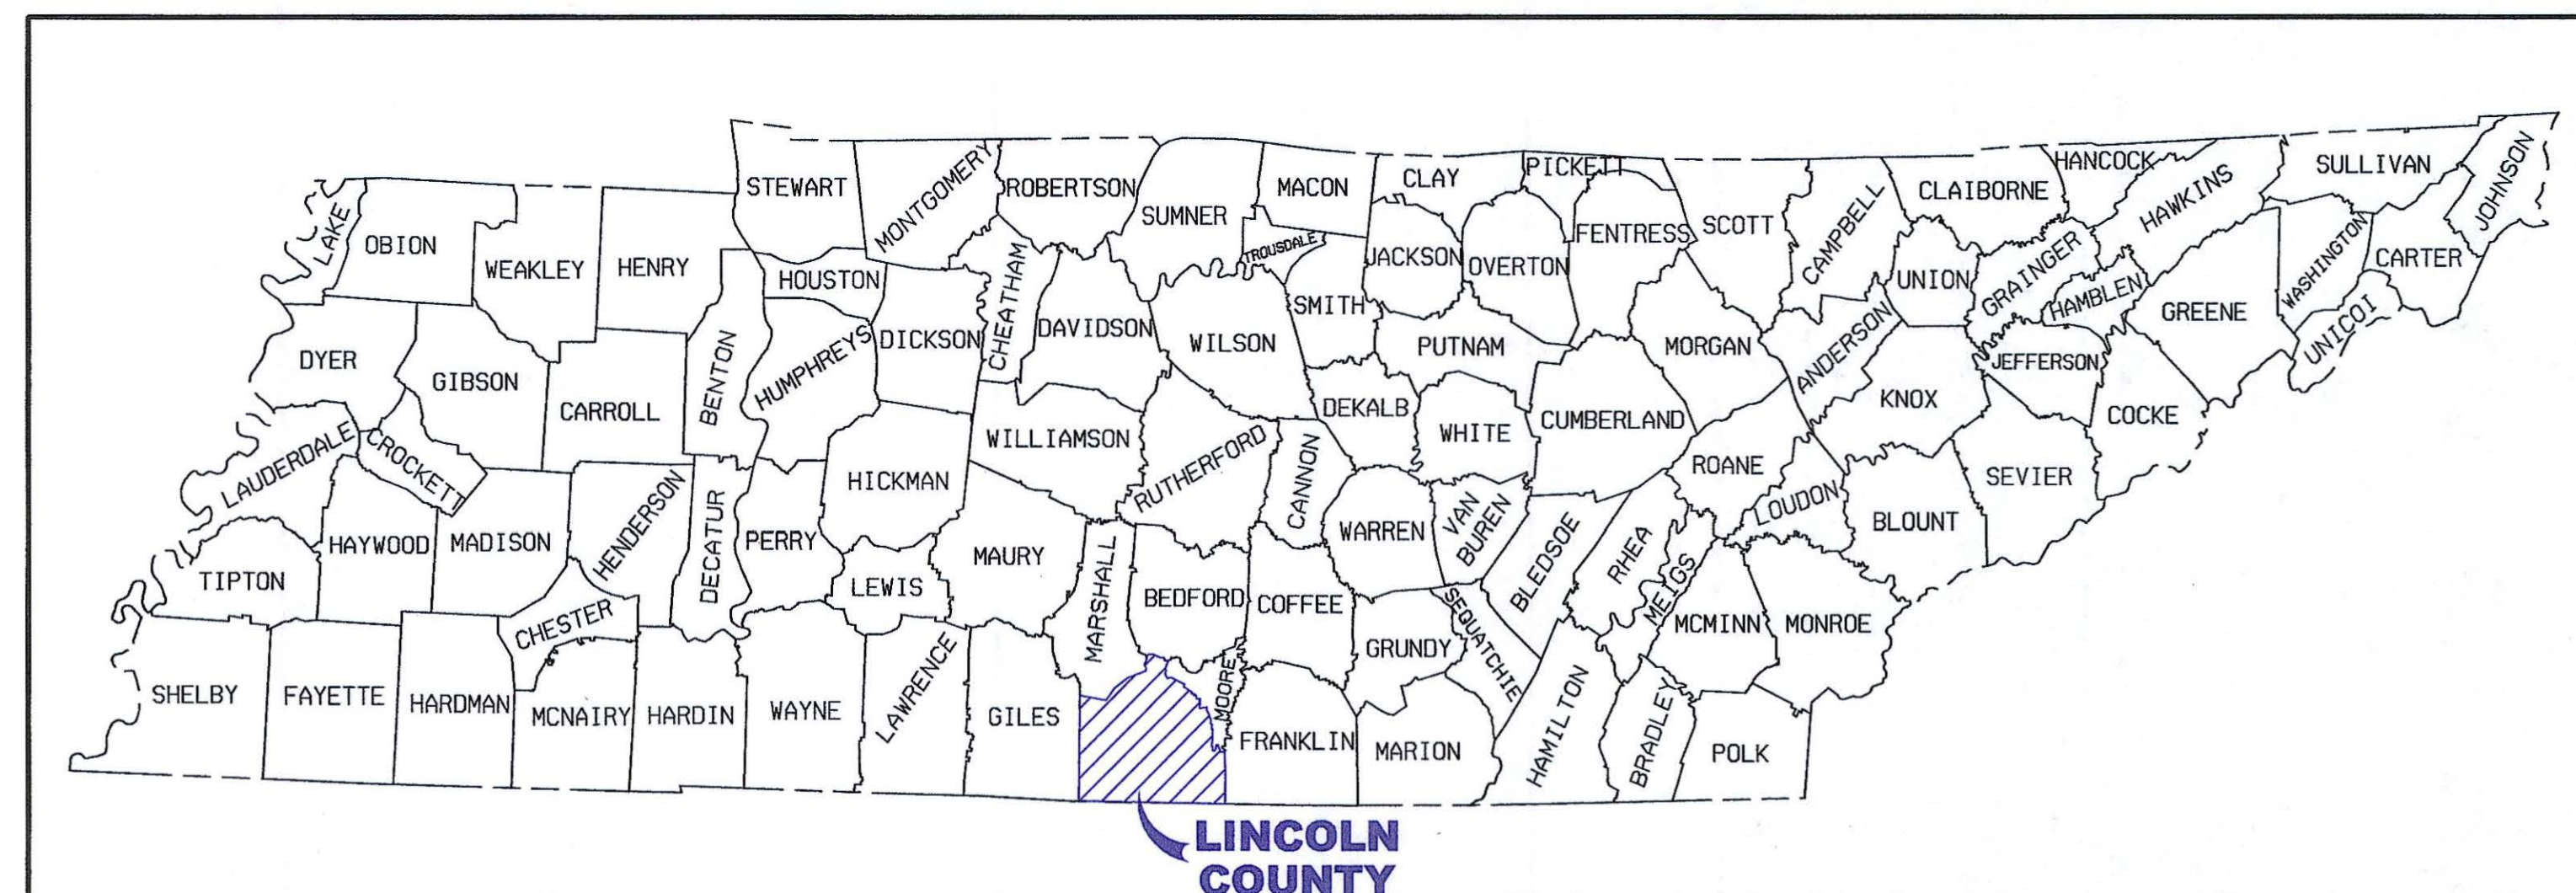 STEWART
MONTGOMERY
ROBERTSON
SUMNER
MACON
CLAY
PICKETT
HANCOCK
SULLIVAN
JOHNSON
LAKE
OBION
WEAKLEY
HENRY
HOUSTON
CHEATHAM
TROUSDALE
JACKSON
OVERTON
FENTRESS
SCOTT
CAMPBELL
CLAIBORNE
HAWKINS
UNION
GRAINGER
HAMBLEN
GREENE
WASHINGTON
CARTER
UNICOI
DYER
GIBSON
CARROLL
BENTON
HUMPHREYS
DICKSON
DAVIDSON
WILSON
SMITH
PUTNAM
MORGAN
ANDERSON
JEFFERSON
KNOX
COCKE
LAUDERDALE
CROCKETT
WILLIAMSON
RUTHERFORD
CANNON
DEKALB
WHITE
CUMBERLAND
ROANE
LOUDON
BLOUNT
SEVIER
TIPTON
HAYWOOD
MADISON
HENDERSON
DECATUR
PERRY
HICKMAN
LEWIS
MAURY
MARSHALL
BEDFORD
COFFEE
WARREN
VAN
BUREN
BLEDSOE
RHEA
MEIGS
MCMINN
MONROE
SHELBY
FAYETTE
HARDMAN
CHESTER
MCNAIRY
HARDIN
WAYNE
LAWRENCE
GILES
MOORE
FRANKLIN
GRUNDY
SEQUATCHIE
MARION
HAMILTON
BRADLEY
POLK
LINCOLN
COUNTY